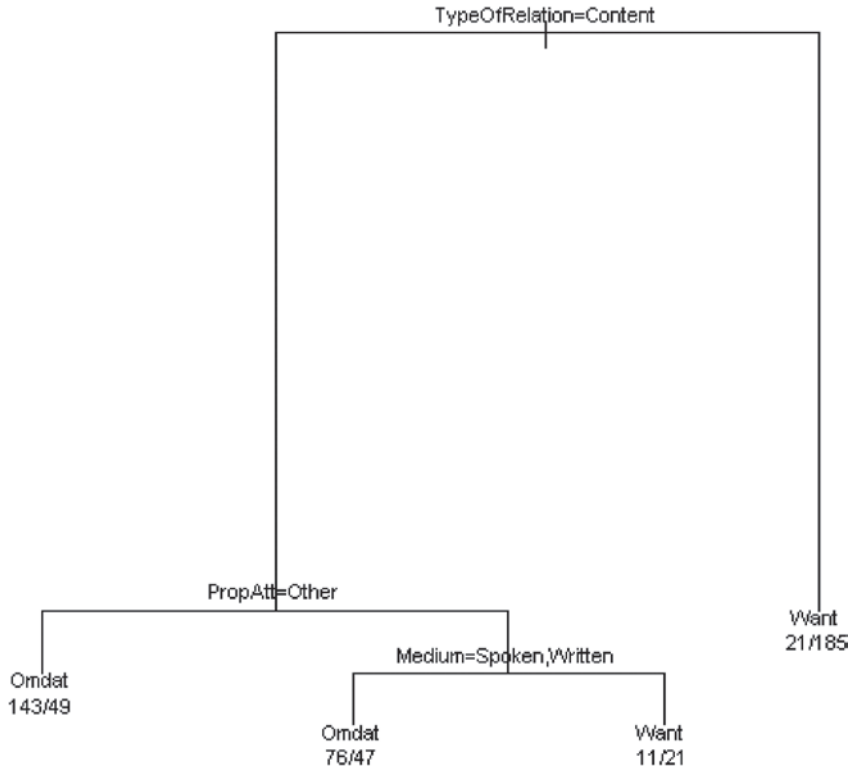 TypeOfRelation=Content
PropAtt=Other
Want
21/185
Medium=Spoken,Written
Omdat
143/49
Omdat
76/47
Want
11/21